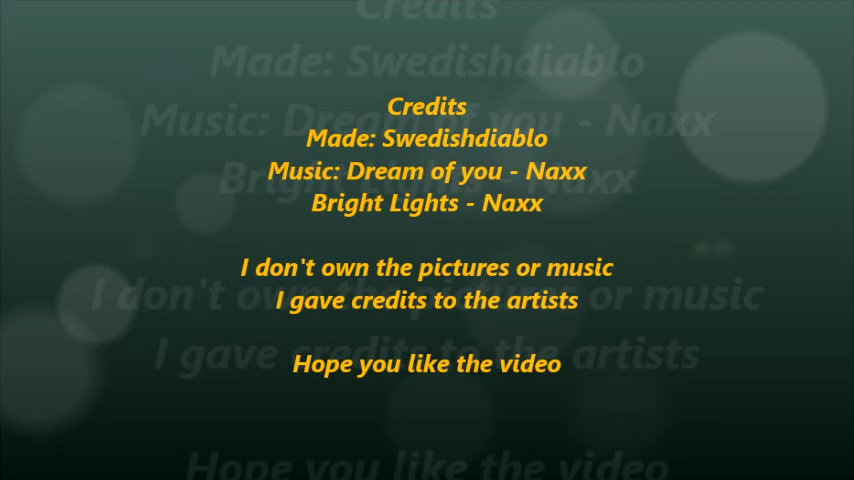 Credits
Made: Swedishdiablo
Music: Dream of you - Naxx
Bright Lights - Naxx
I don't own the pictures or music
I gave credits to the artists
Hope you like the video